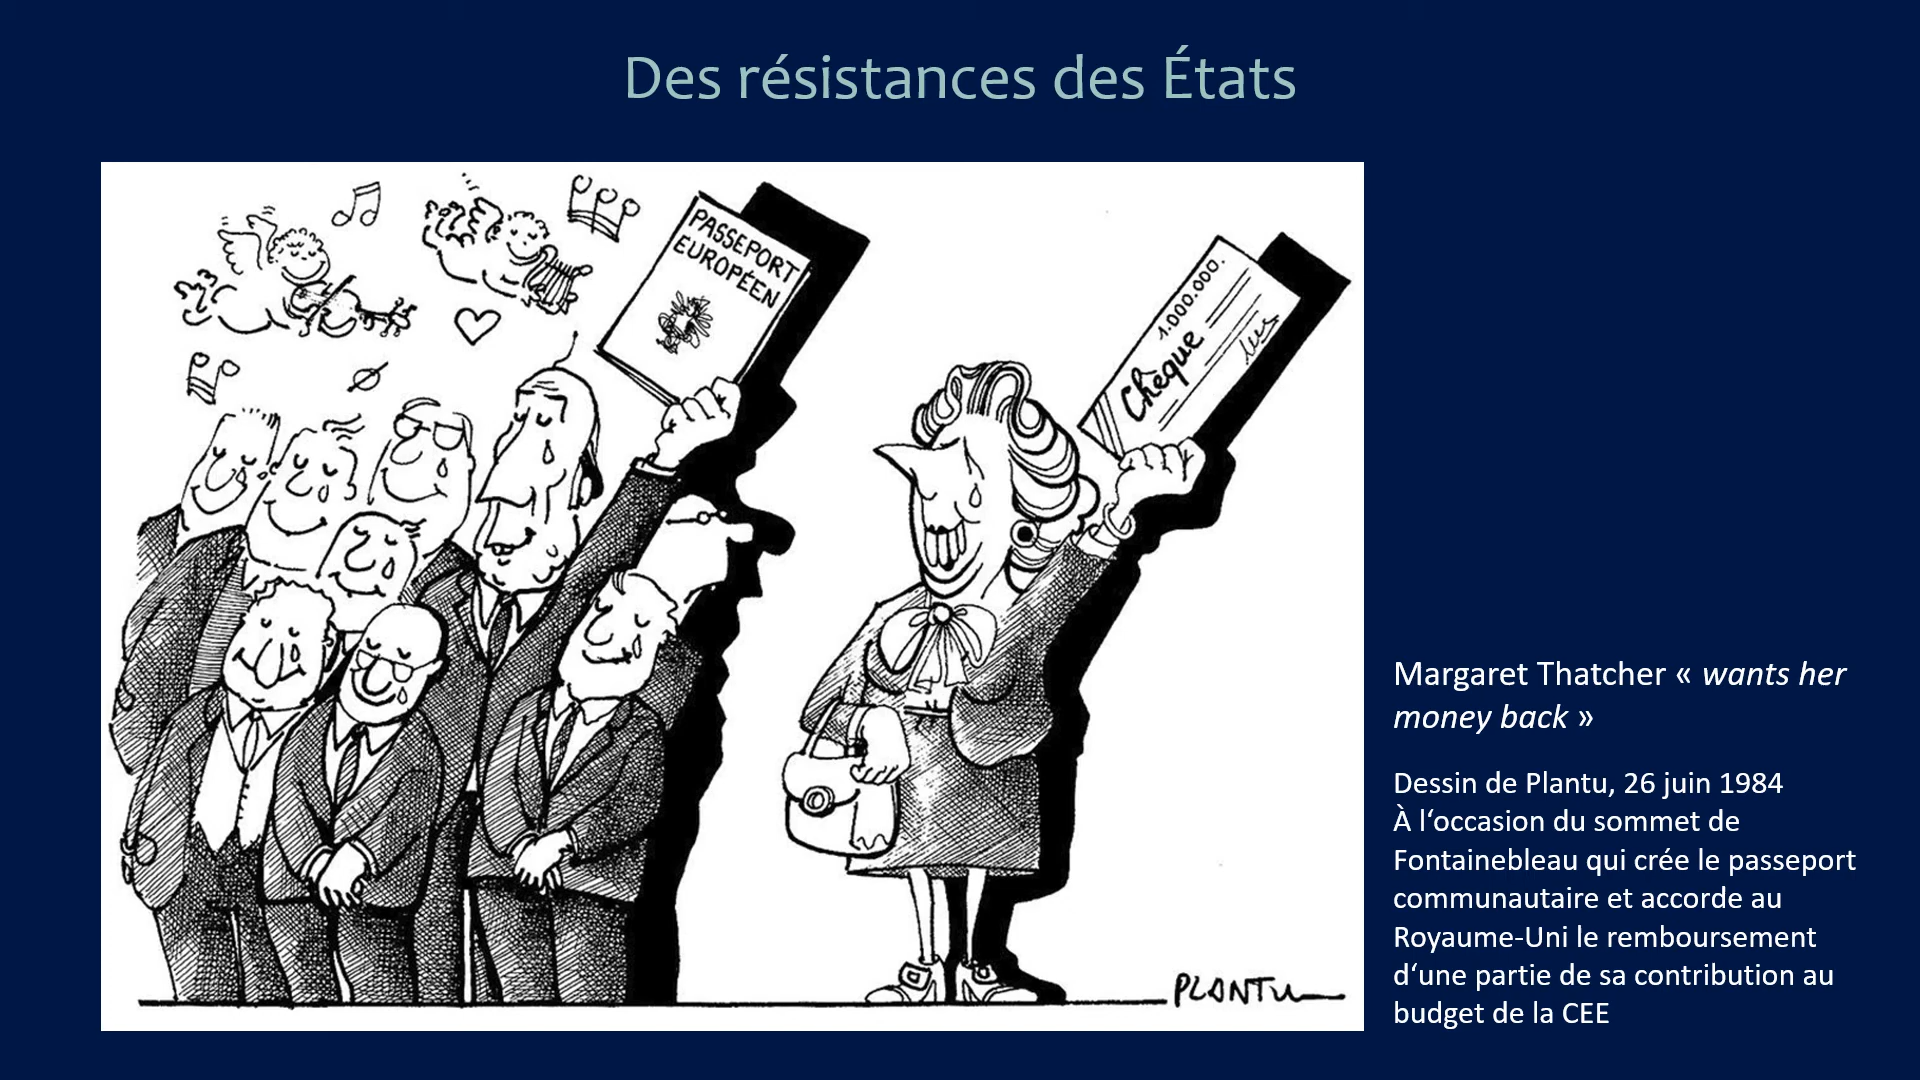 Des résistances des États
PASSEPORT
EUROPÉEN
1.000.000.
Chèque
PLANTU
Margaret Thatcher « wants her
money back »
Dessin de Plantu, 26 juin 1984
À l‘occasion du sommet de
Fontainebleau qui crée le passeport
communautaire et accorde au
Royaume-Uni le remboursement
d‘une partie de sa contribution au
budget de la CEE